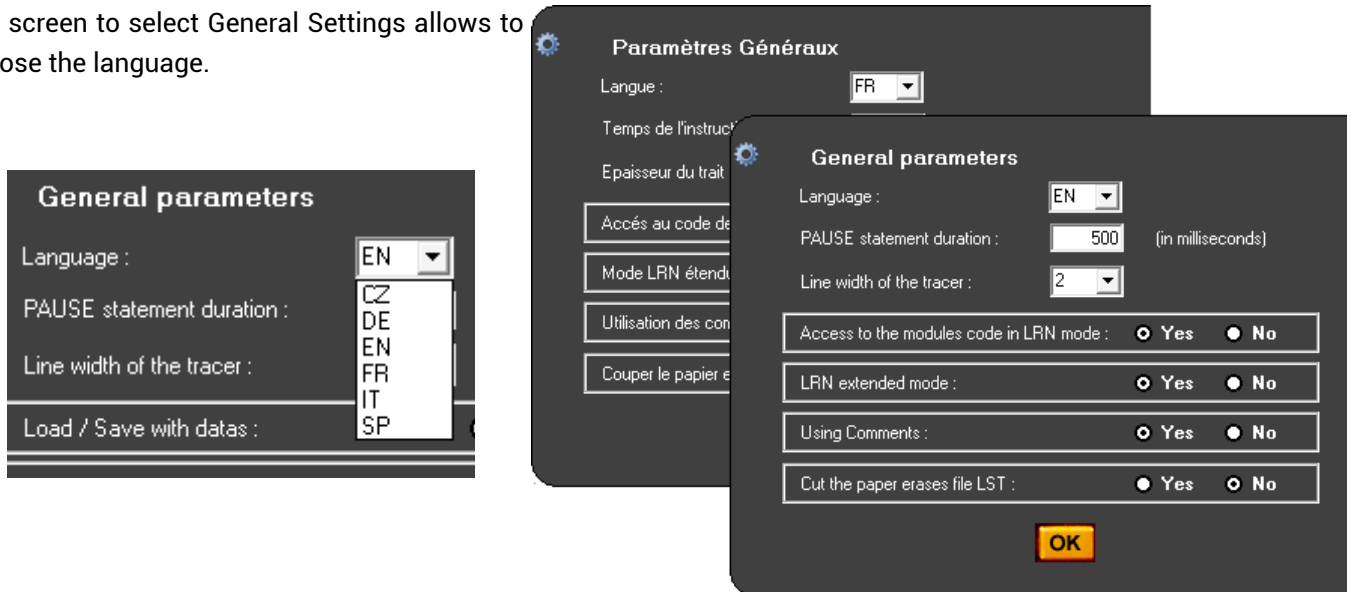 screen to select General Settings allows to
ose the language.
General parameters
Language :
EN
CZ
DE
EN
FR
IT
SP
PAUSE statement duration :
Line width of the tracer :
Load / Save with datas :
Paramètres Généraux
Langue :
FR
Temps de l'instruct
Epaisseur du trait
Accés au code de
Mode LRN étendu
Utilisation des con
Couper le papier e
General parameters
Language :
EN
PAUSE statement duration :
500
(in milliseconds)
Line width of the tracer :
2
Access to the modules code in LRN mode :
Yes
No
LRN extended mode :
Yes
No
Using Comments :
Yes
No
Cut the paper erases file LST :
Yes
No
OK